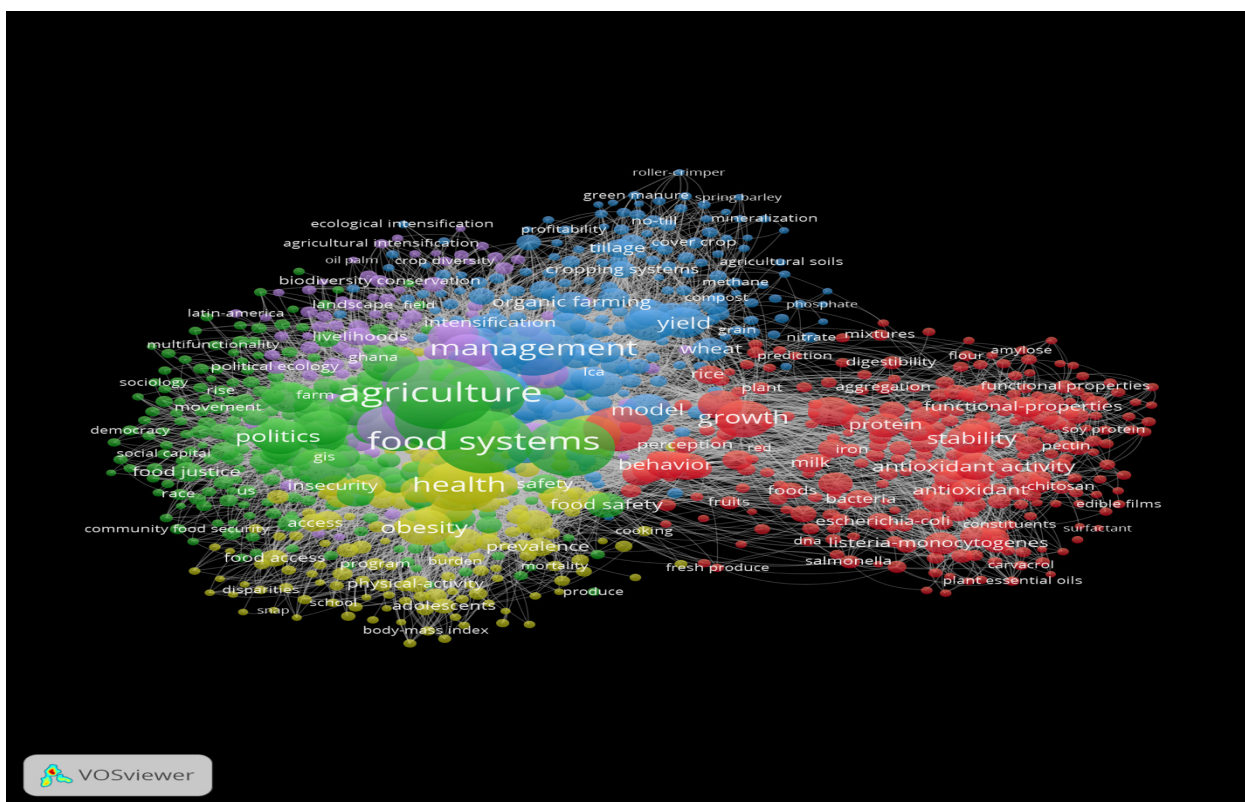 roller-crimper
green manure
spring barley
ecological intensification
no-till
mineralization
profitability
agricultural intensification
tillage
cover crop
oil palm
crop diversity
agricultural soils
cropping systems
biodiversity conservation
methane
landscape
field
organic farming
compost
phosphate
latin-america
intensification
yield
grain
livelihoods
nitrate
mixtures
multifunctionality
management
wheat
ghana
prediction
amylose
political ecology
lca
rice
digestibility
flour
sociology
rise
farm
agriculture
plant
aggregation
functional properties
movement
model
growth
functional-properties
democracy
politics
food systems
protein
soy protein
social capital
gis
perception
red
iron
stability
pectin
food justice
behavior
milk
antioxidant activity
race
us
insecurity
health
safety
foods
bacteria
antioxidant
chitosan
food safety
fruits
edible films
community food security
access
obesity
cooking
escherichia-coli
constituents
surfactant
prevalence
dna
listeria-monocytogenes
food access
program
burden
mortality
fresh produce
salmonella
carvacrol
disparities
physical-activity
produce
plant essential oils
snap
school
adolescents
body-mass index
VOSviewer